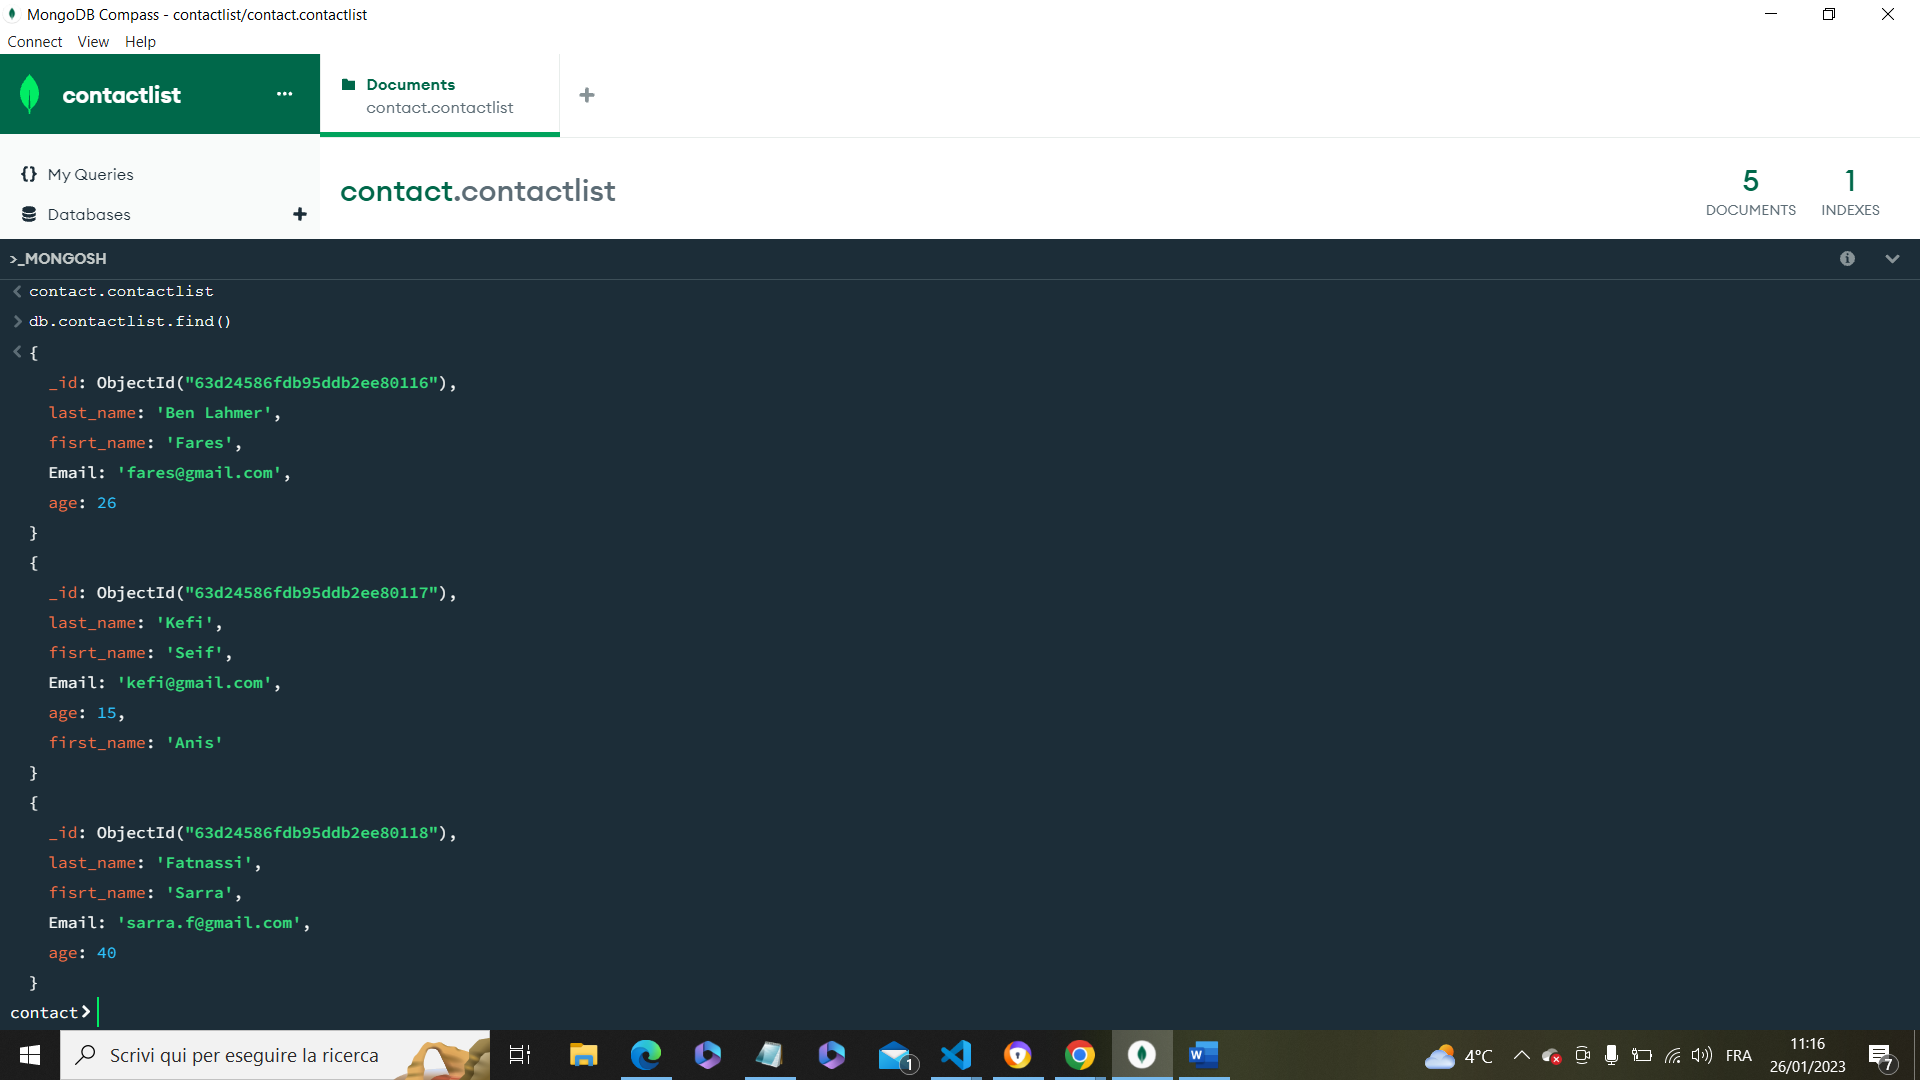 MongoDB Compass - contactlist/contact.contactlist
Connect View Help
contactlist ...
Documents
contact.contactlist
+
{} My Queries
Databases +
contact.contactlist
5
DOCUMENTS
1
INDEXES
>_MONGOSH
< contact.contactlist
> db.contactlist.find()
< {
_id: ObjectId("63d24586fdb95ddb2ee80116"),
last_name: 'Ben Lahmer',
fisrt_name: 'Fares',
Email: 'fares@gmail.com',
age: 26
}
{
_id: ObjectId("63d24586fdb95ddb2ee80117"),
last_name: 'Kefi',
fisrt_name: 'Seif',
Email: 'kefi@gmail.com',
age: 15,
first_name: 'Anis'
}
{
_id: ObjectId("63d24586fdb95ddb2ee80118"),
last_name: 'Fatnassi',
fisrt_name: 'Sarra',
Email: 'sarra.f@gmail.com',
age: 40
}
contact>
Scrivi qui per eseguire la ricerca
1
W
4°C
FRA
11:16
26/01/2023
7